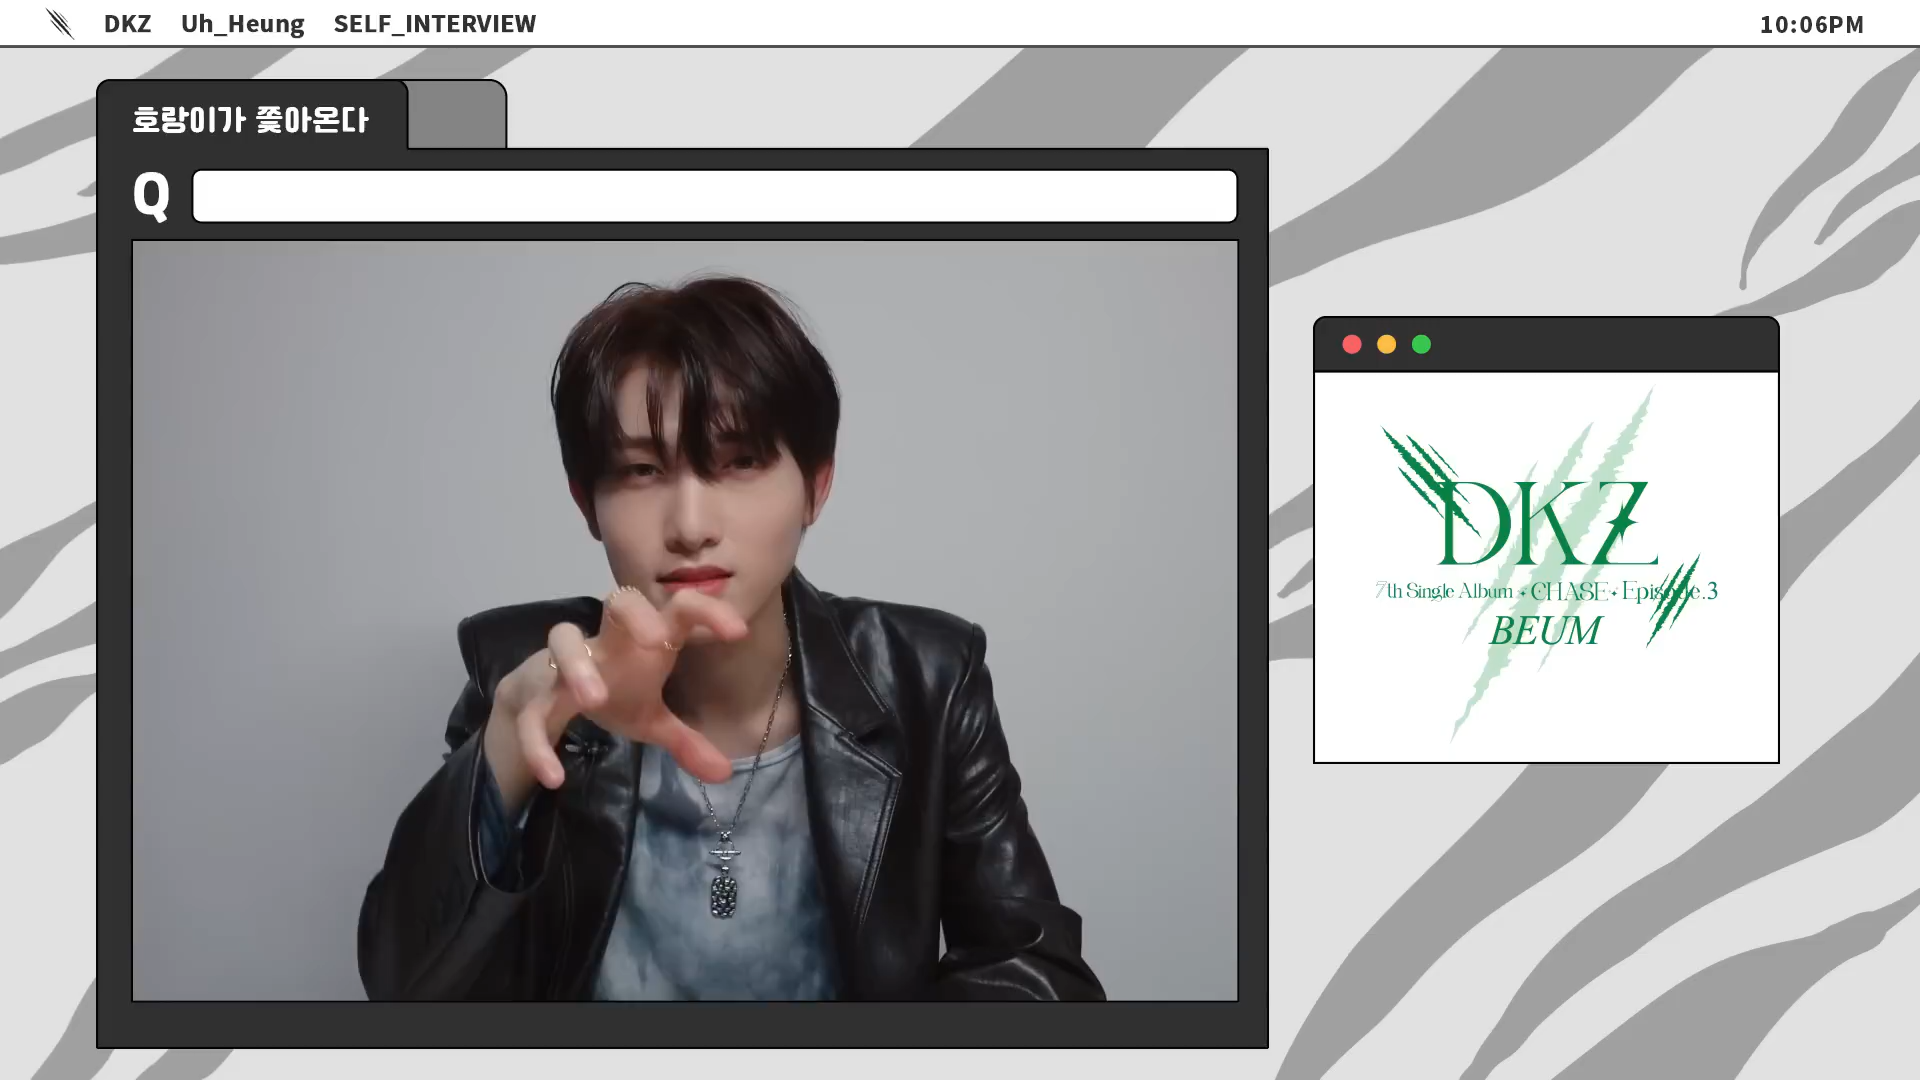 DKZ Uh_Heung SELF_INTERVIEW 10:06PM
호랑이가 쫓아온다
Q
DKZ
7th Single Album CHASE Episode.3
BEUM